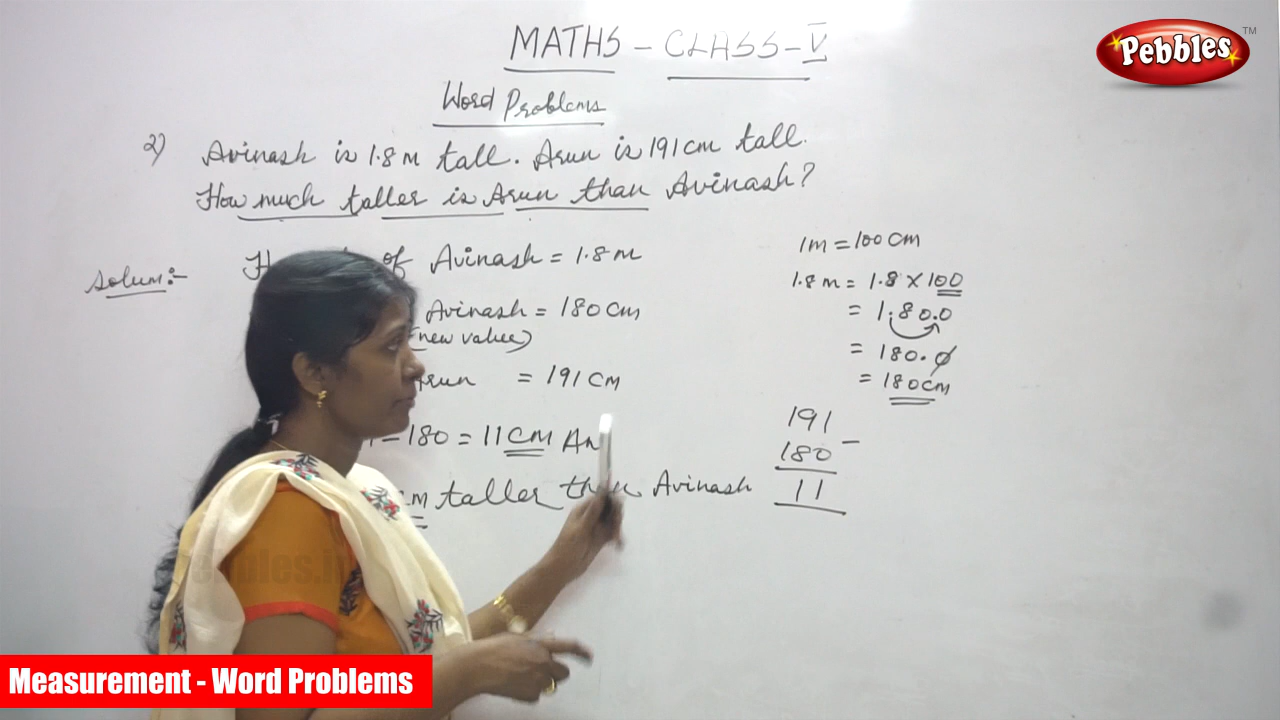 MATHS - CLASS - V
Pebbles TM
Word Problems
2) Avinash is 1.8 m tall. Arun is 191 cm tall.
How much taller is Arun than Avinash?
Solun:-
of Avinash = 1.8 m
Avinash = 180 cm
(new value)
= 191 cm
- 180 = 11 cm
cm taller than Avinash
1m = 100 cm
1.8 m = 1.8 × 100
= 1.80.0
= 180.0
= 180cm
191
180 -
11
Measurement - Word Problems